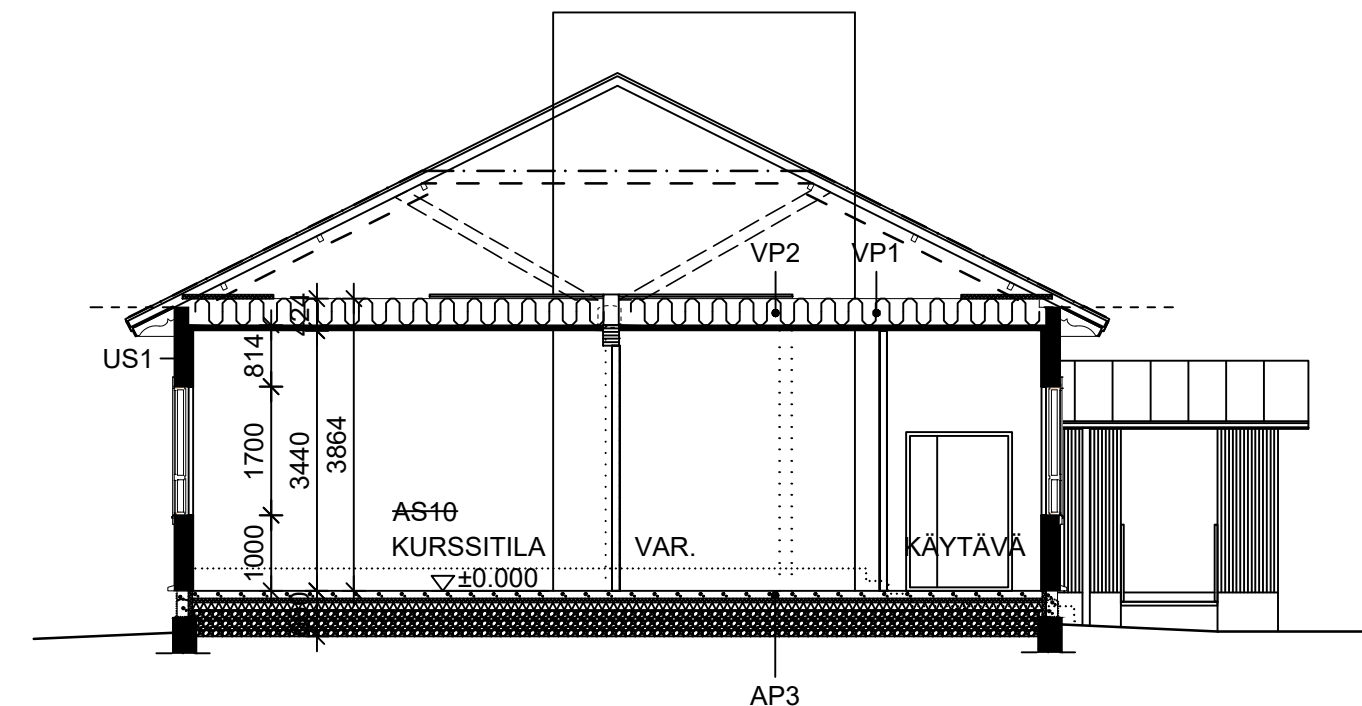 VP2
VP1
424
US1
814
1700
3440
3864
AS10
KURSSITILA
VAR.
KÄYTÄVÄ
1000
±0.000
AP3